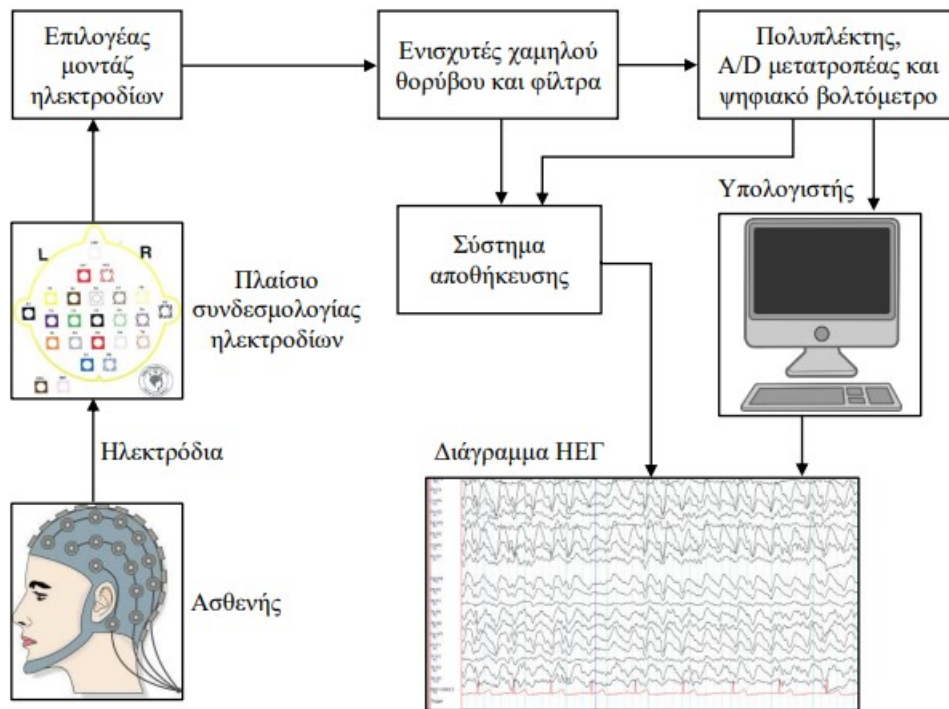 Επιλογέας
μοντάζ
ηλεκτροδίων
Ενισχυτές χαμηλού
θορύβου και φίλτρα
Πολυπλέκτης,
A/D μετατροπέας και
ψηφιακό βολτόμετρο
Υπολογιστής
Σύστημα
αποθήκευσης
L
R
Πλαίσιο
συνδεσμολογίας
ηλεκτροδίων
Ηλεκτρόδια
Διάγραμμα ΗΕΓ
Ασθενής